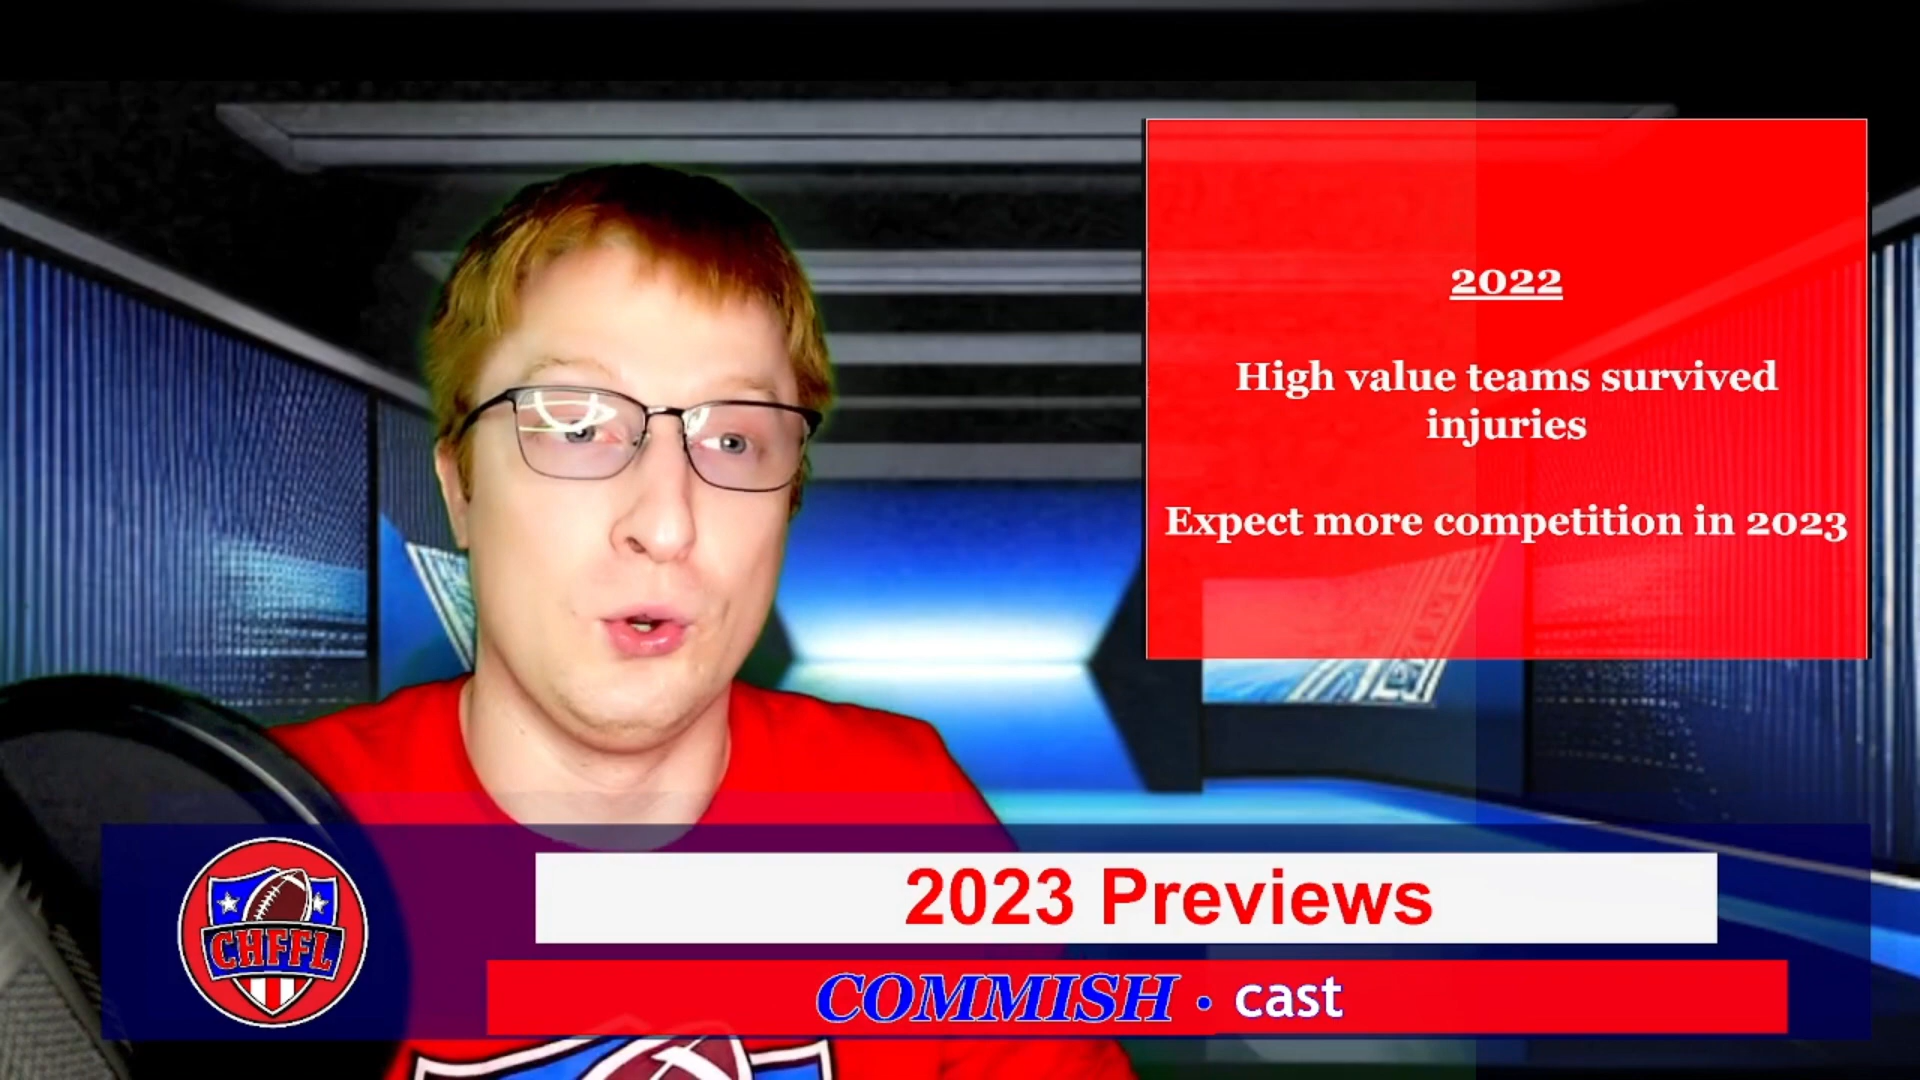 2022
High value teams survived
injuries
Expect more competition in 2023
2023 Previews
CHFFL
COMMISH • cast